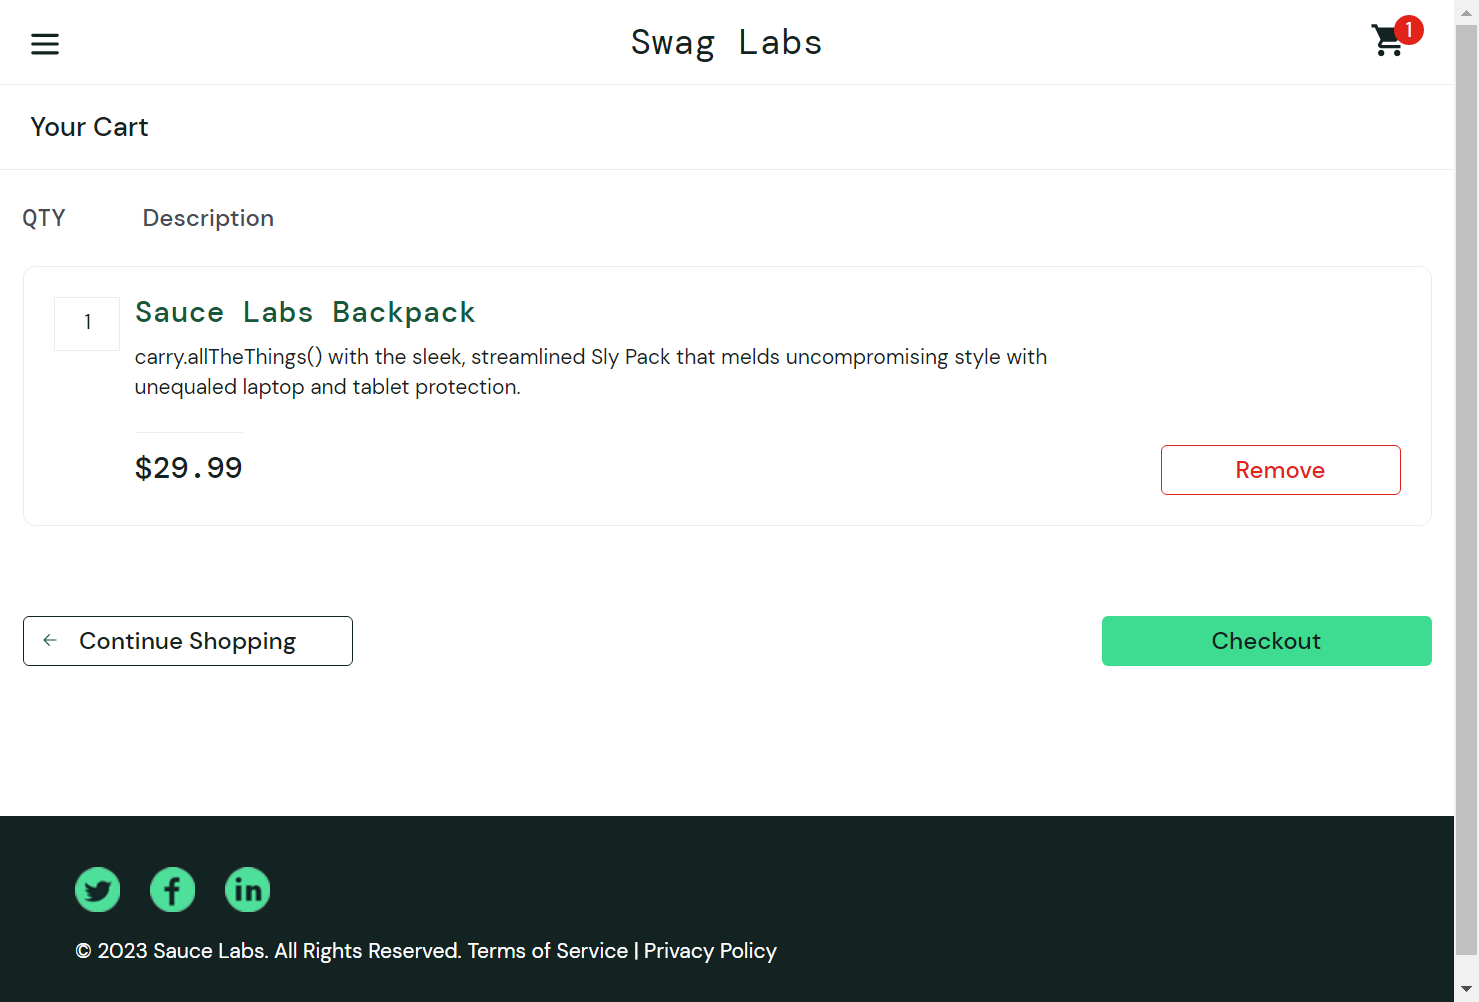 Swag Labs
1
Your Cart
QTY Description
1
Sauce Labs Backpack
carry.allTheThings() with the sleek, streamlined Sly Pack that melds uncompromising style with
unequaled laptop and tablet protection.
$29.99
Remove
Continue Shopping
Checkout
© 2023 Sauce Labs. All Rights Reserved. Terms of Service | Privacy Policy